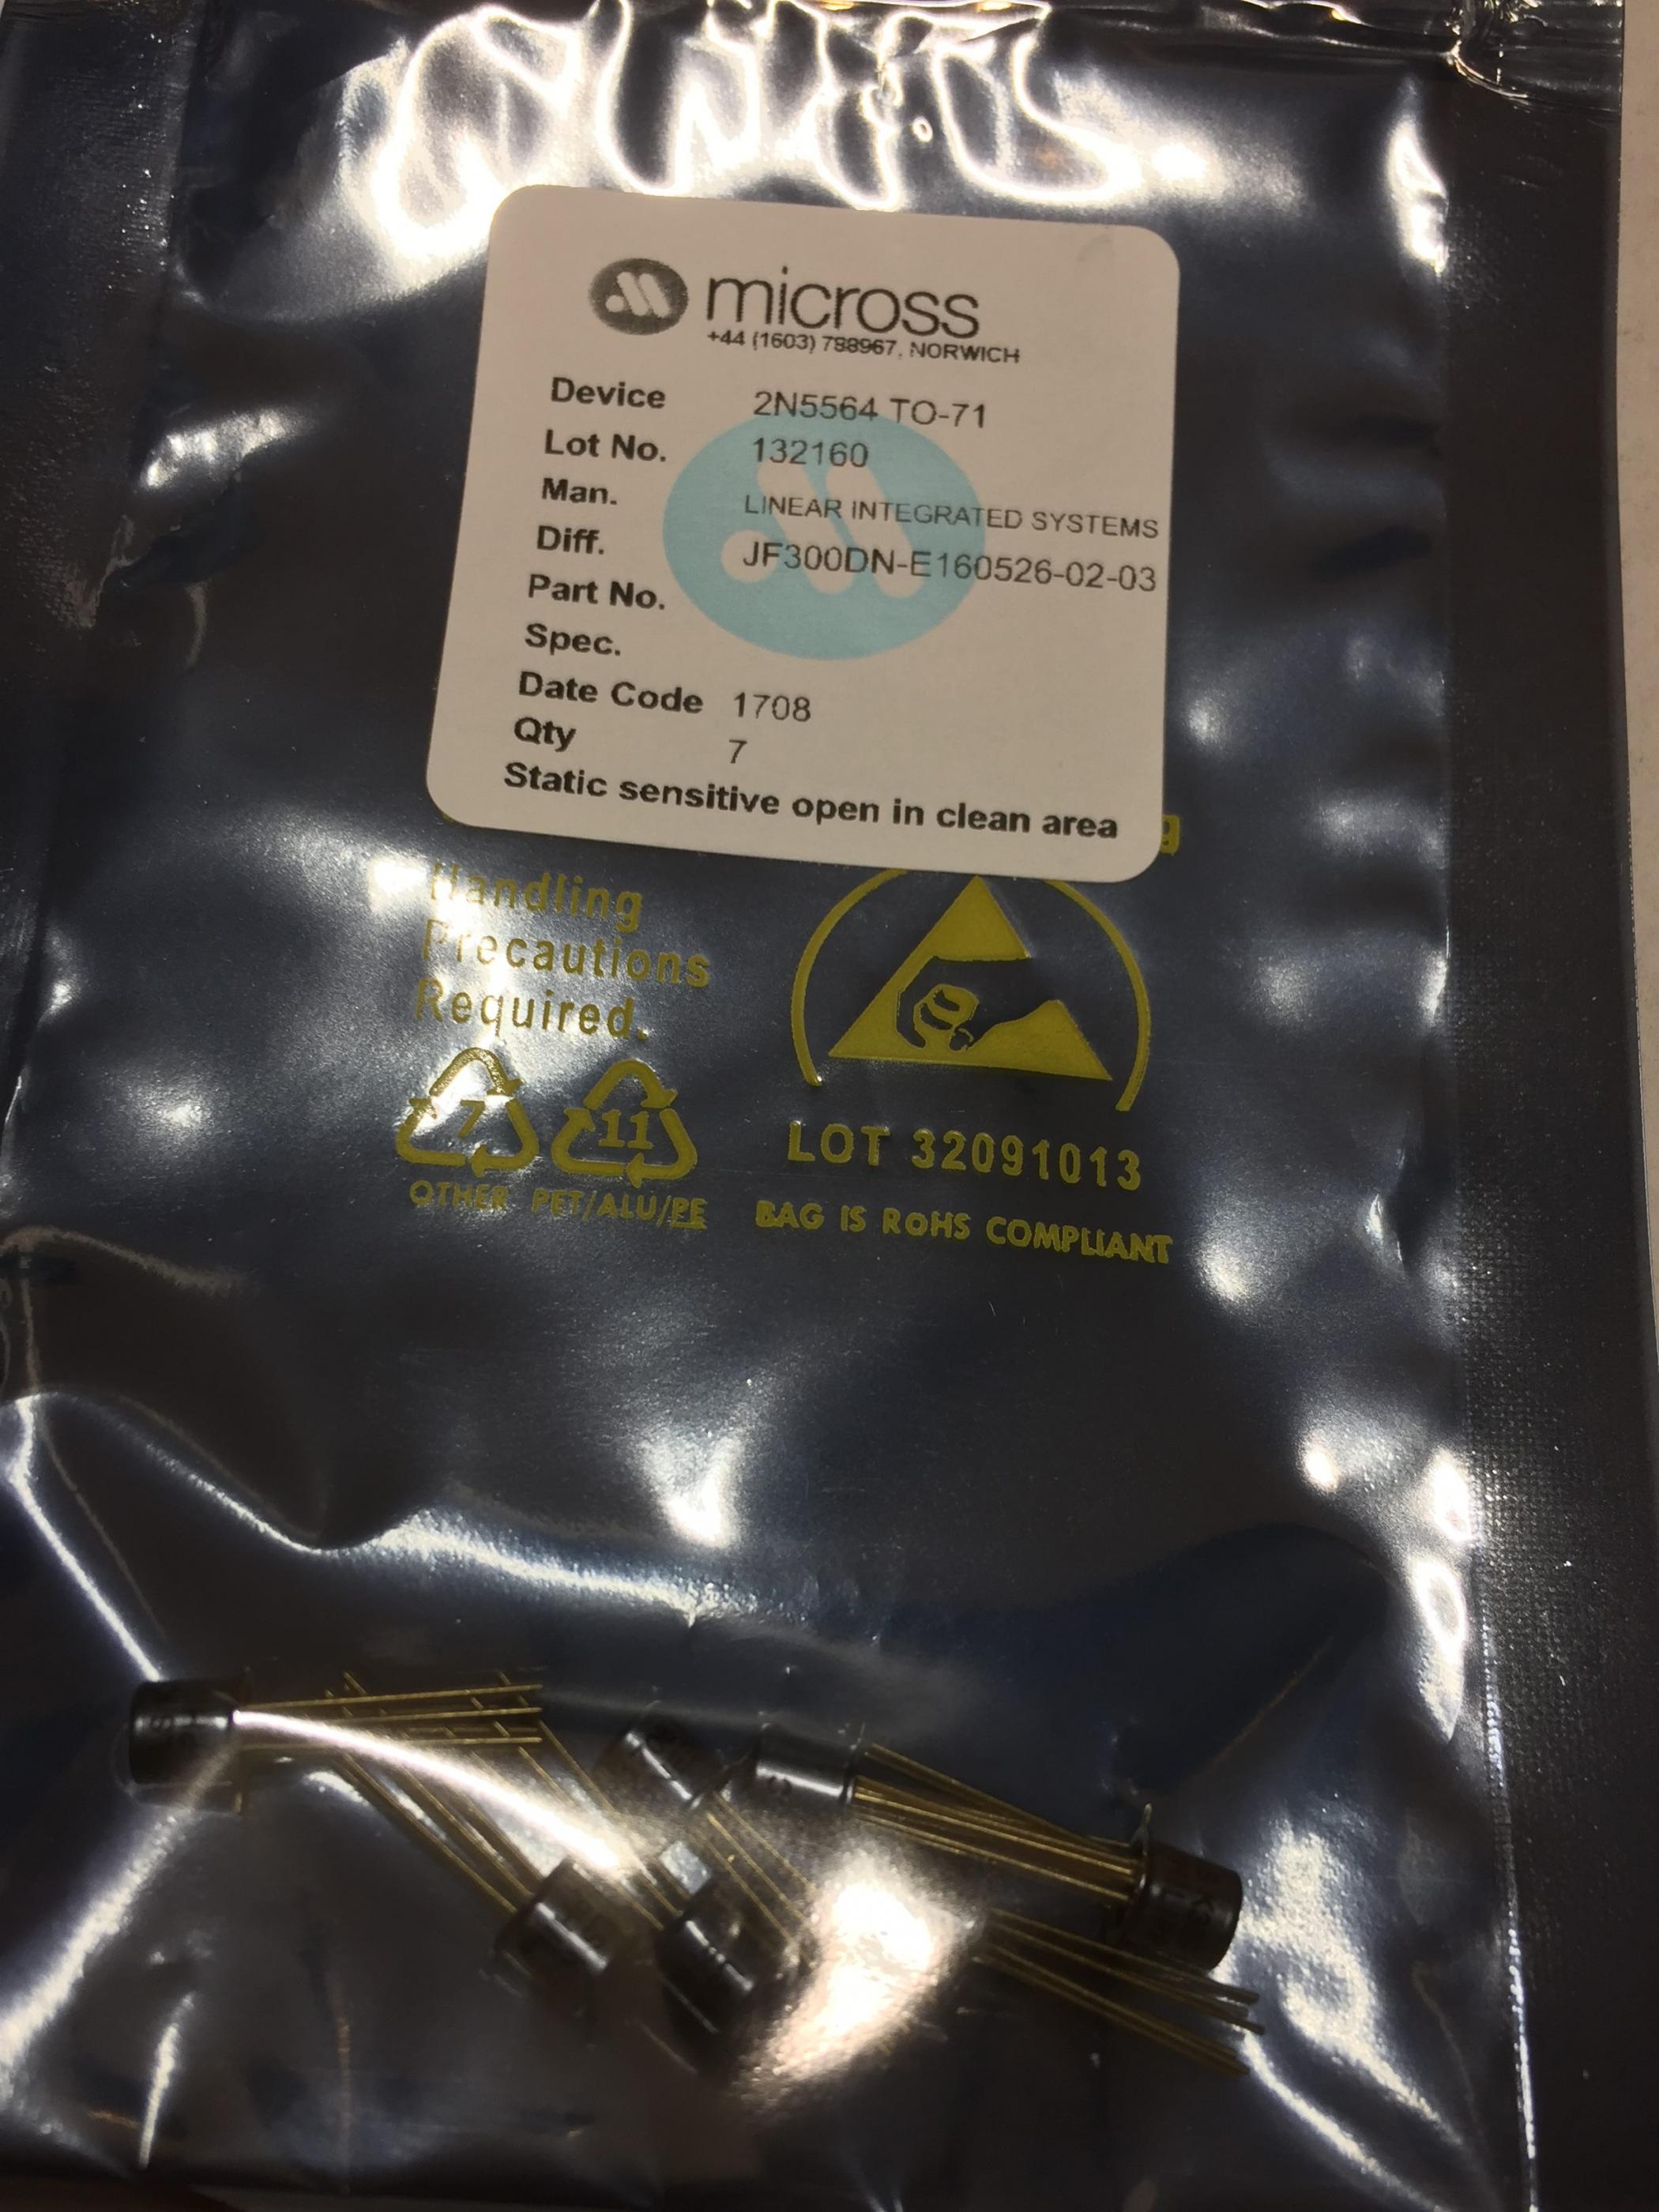 micross
+44 (1603) 788967, NORWICH
Device 2N5564 TO-71
Lot No. 132160
Man. LINEAR INTEGRATED SYSTEMS
Diff. JF300DN-E160526-02-03
Part No.
Spec.
Date Code 1708
Qty 7
Static sensitive open in clean area
Handling
Precautions
Required.
7 11
OTHER PET/ALU/PE
LOT 32091013
BAG IS RoHS COMPLIANT